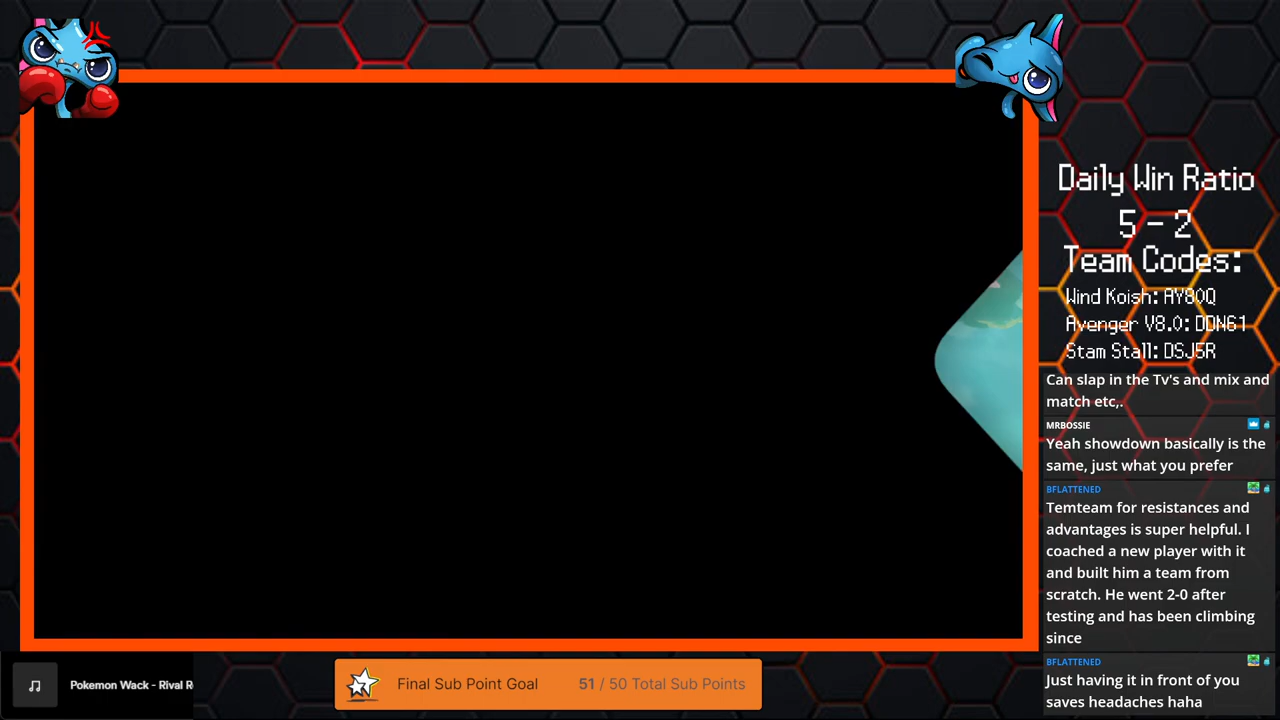 Daily Win Ratio
5 - 2
Team Codes:
Wind Koish: AY80Q
Avenger V8.0: DDN61
Stam Stall: DSJ5R
Can slap in the Tv's and mix and
match etc,.
MRBOSSIE
Yeah showdown basically is the
same, just what you prefer
BFLATTENED
Temteam for resistances and
advantages is super helpful. I
coached a new player with it
and built him a team from
scratch. He went 2-0 after
testing and has been climbing
since
BFLATTENED
Just having it in front of you
saves headaches haha
Pokemon Wack - Rival R
Final Sub Point Goal 51 / 50 Total Sub Points